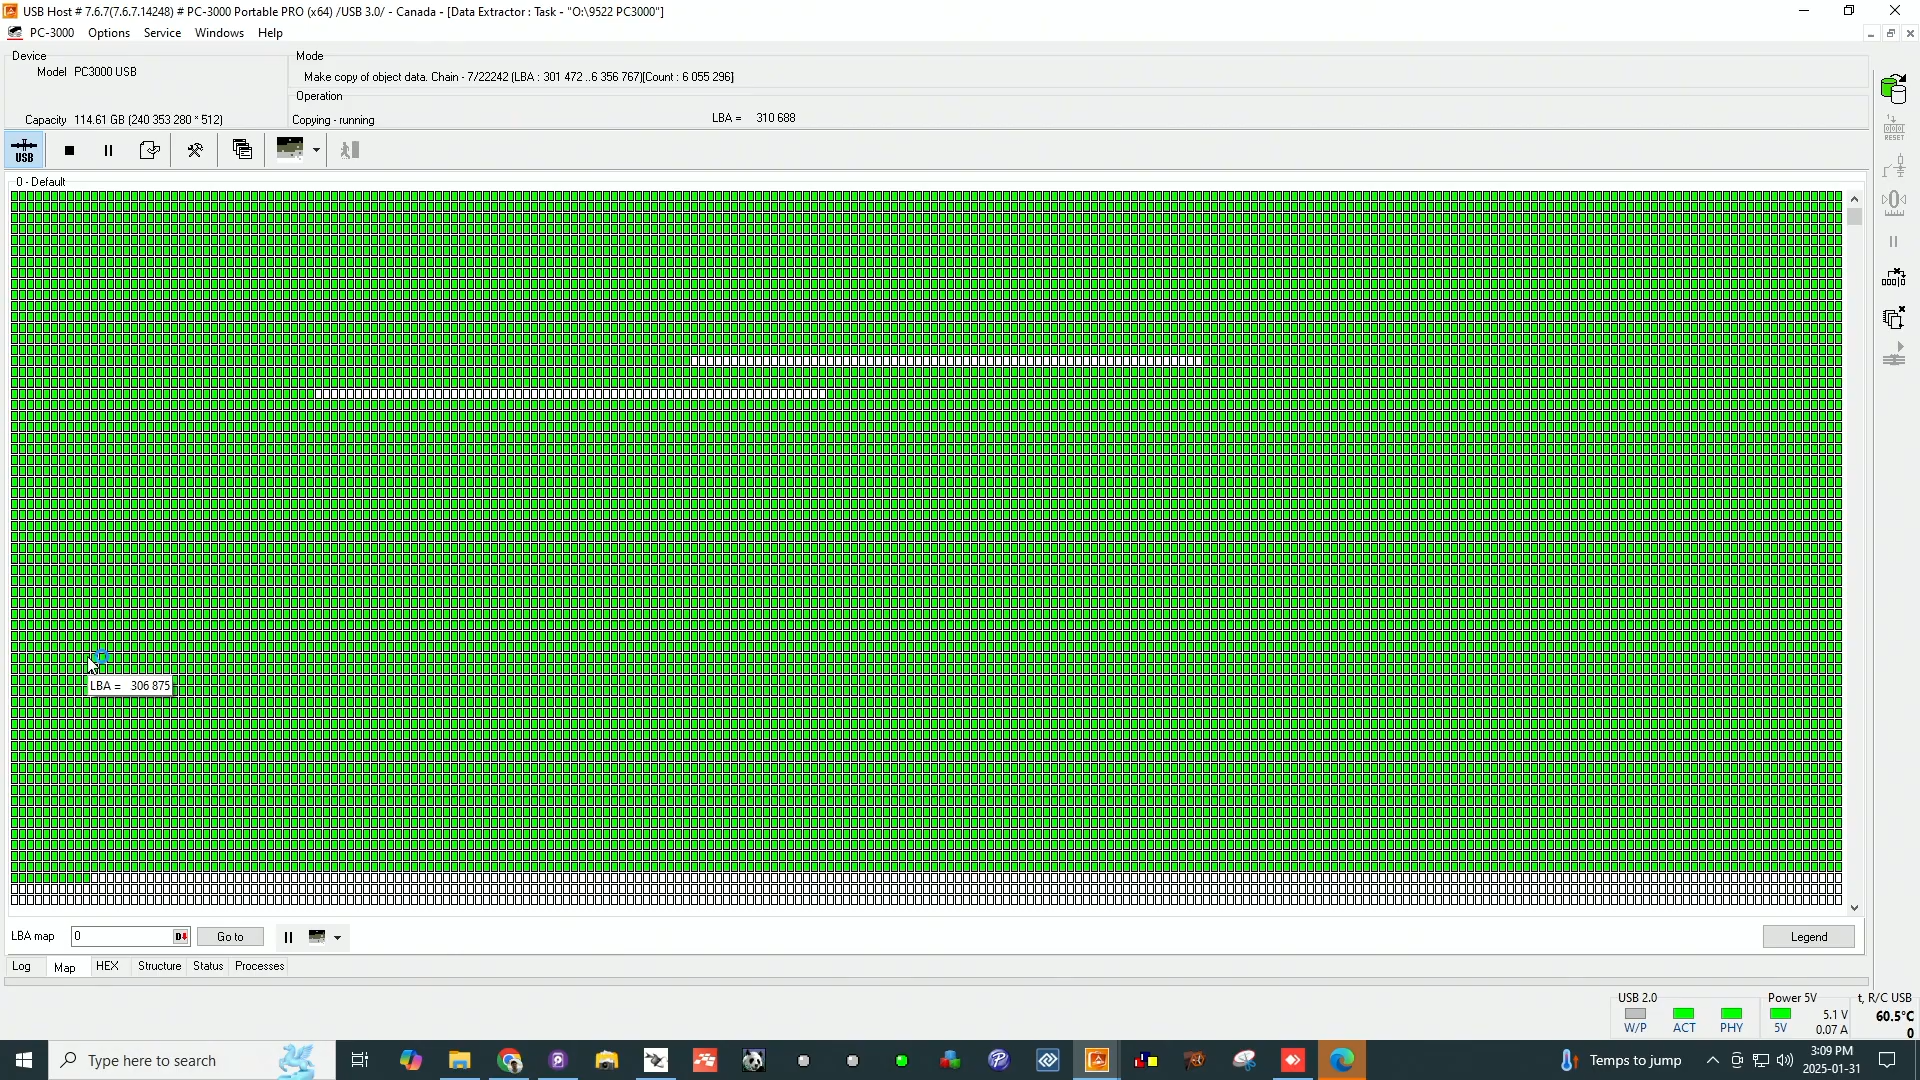 USB Host # 7.6.7(7.6.7.14248) # PC-3000 Portable PRO (x64) /USB 3.0/ - Canada - [Data Extractor : Task - "O:\9522 PC3000"]
PC-3000 Options Service Windows Help
Device
Model PC3000 USB
Capacity 114.61 GB (240 353 280 * 512)
Mode
Make copy of object data. Chain - 7/22242 (LBA : 301 472 ..6 356 767)[Count : 6 055 296]
Operation
Copying - running
LBA = 310 688
USB
RESET
0 - Default
LBA = 306 875
LBA map 0 D Go to Legend
Log Map HEX Structure Status Processes
USB 2.0 Power 5V t, R/C USB
W/P ACT PHY 5V 5.1 V 0.07 A 60.5°C 0
Type here to search
Temps to jump
3:09 PM
2025-01-31